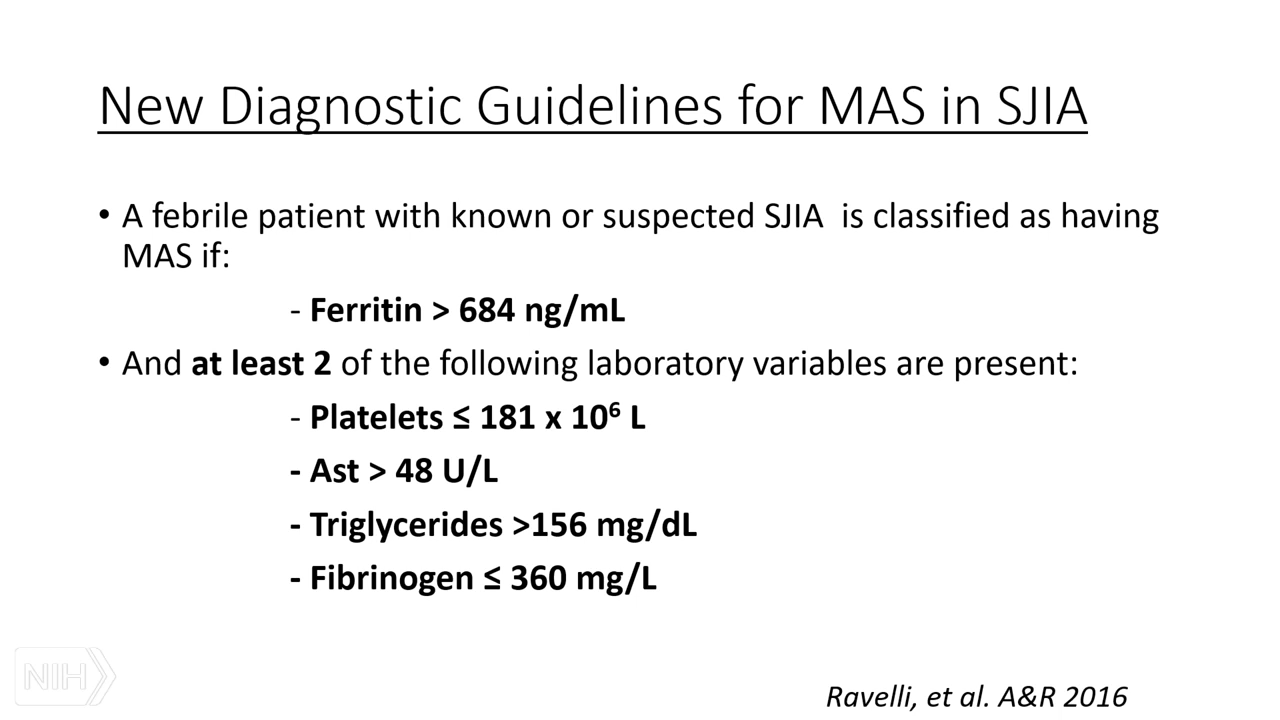 New Diagnostic Guidelines for MAS in SJIA
• A febrile patient with known or suspected SJIA is classified as having
MAS if:
- Ferritin > 684 ng/mL
• And at least 2 of the following laboratory variables are present:
- Platelets ≤ 181 x 10⁶ L
- Ast > 48 U/L
- Triglycerides >156 mg/dL
- Fibrinogen ≤ 360 mg/L
NIH
Ravelli, et al. A&R 2016